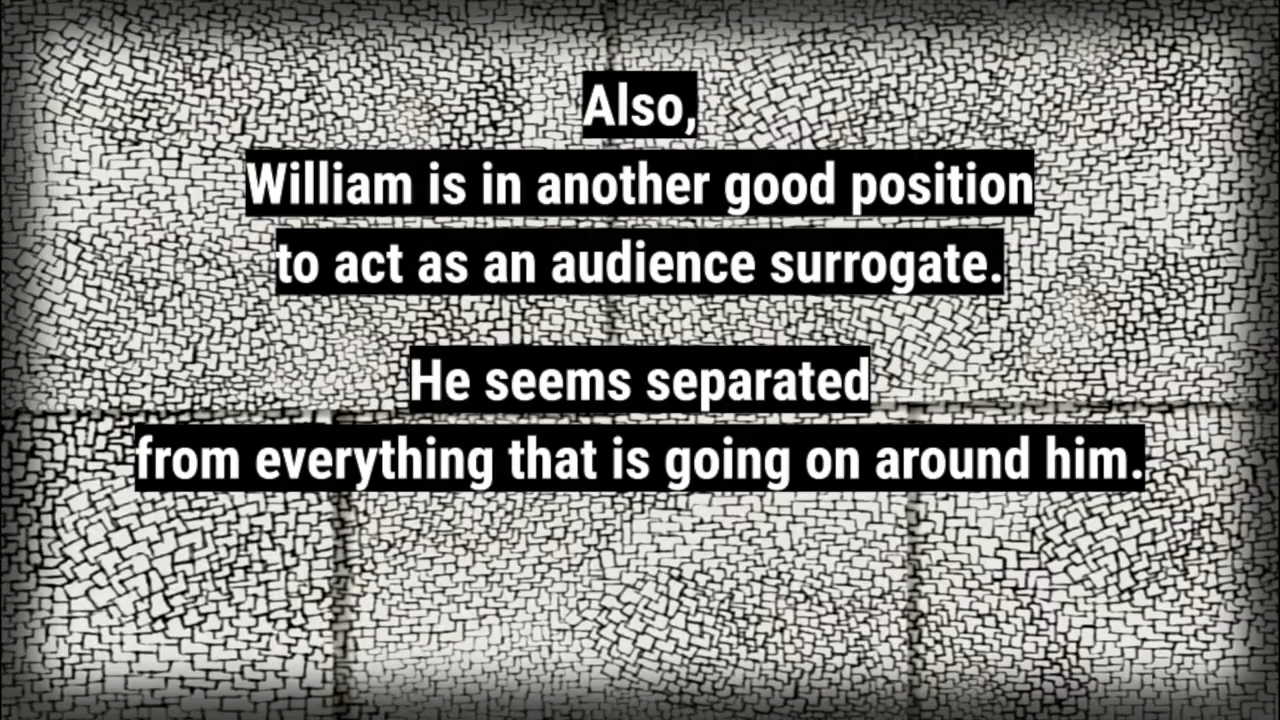 Also,
William is in another good position
to act as an audience surrogate.
He seems separated
from everything that is going on around him.